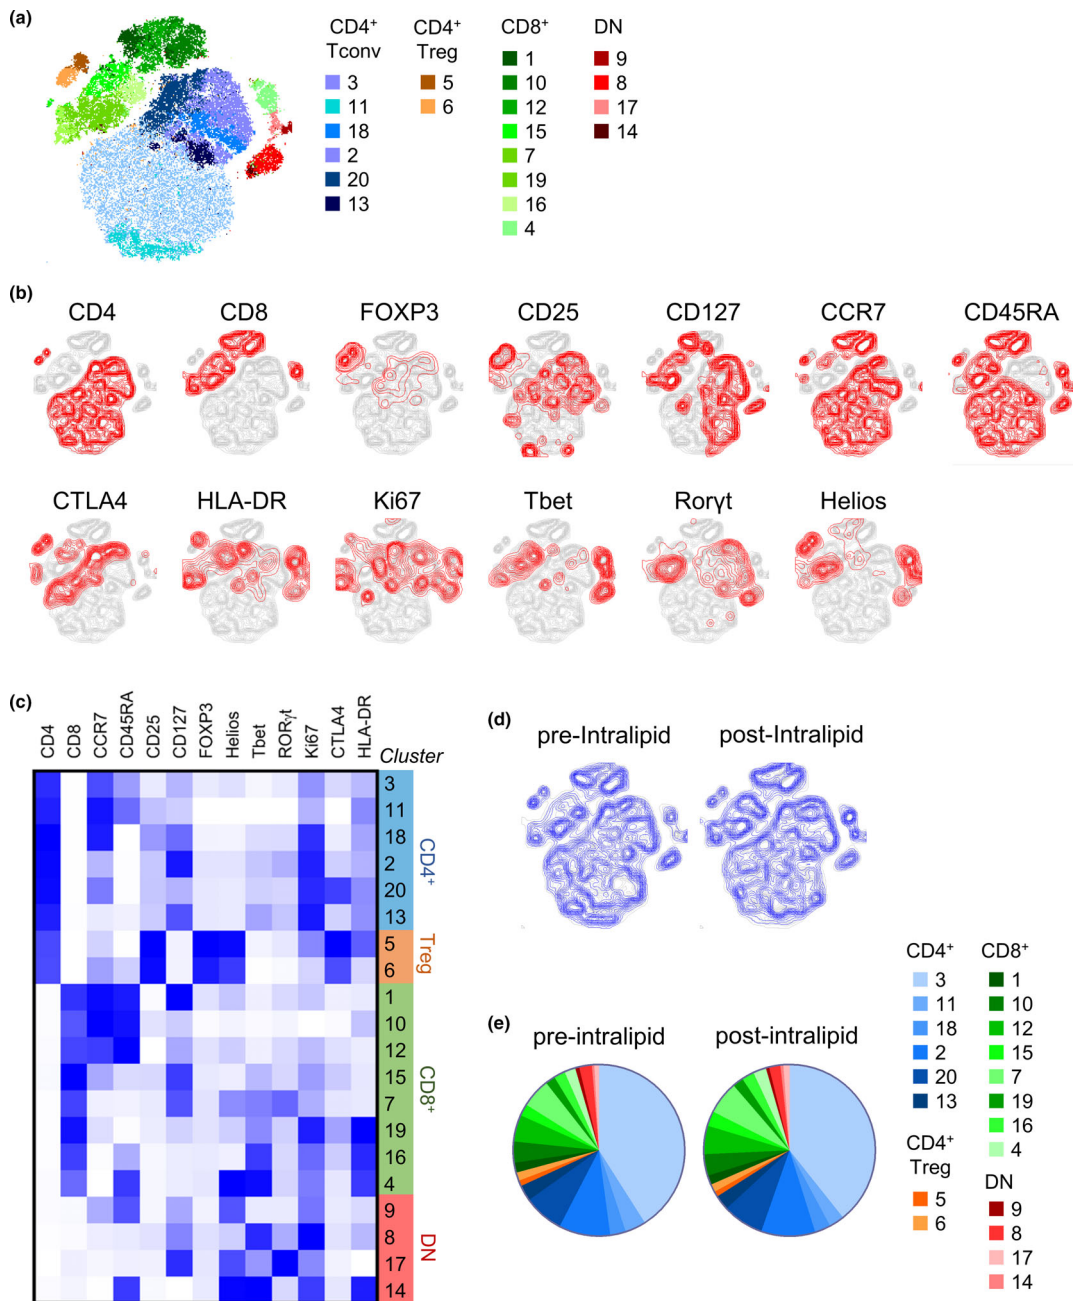 (a)
CD4+ Tconv
3
11
18
2
20
13
CD4+ Treg
5
6
CD8+
1
10
12
15
7
19
16
4
DN
9
8
17
14
(b)
CD4 CD8 FOXP3 CD25 CD127 CCR7 CD45RA
CTLA4 HLA-DR Ki67 Tbet Rorγt Helios
(c)
CD4 CD8 CCR7 CD45RA CD25 CD127 FOXP3 Helios Tbet RORγt Ki67 CTLA4 HLA-DR
Cluster
3
11
18
2
20
13
CD4+
5
6
Treg
1
10
12
15
7
19
16
4
CD8+
9
8
17
14
DN
(d)
pre-Intralipid post-Intralipid
(e)
pre-intralipid post-intralipid
CD4+
3
11
18
2
20
13
CD4+
Treg
5
6
CD8+
1
10
12
15
7
19
16
4
DN
9
8
17
14